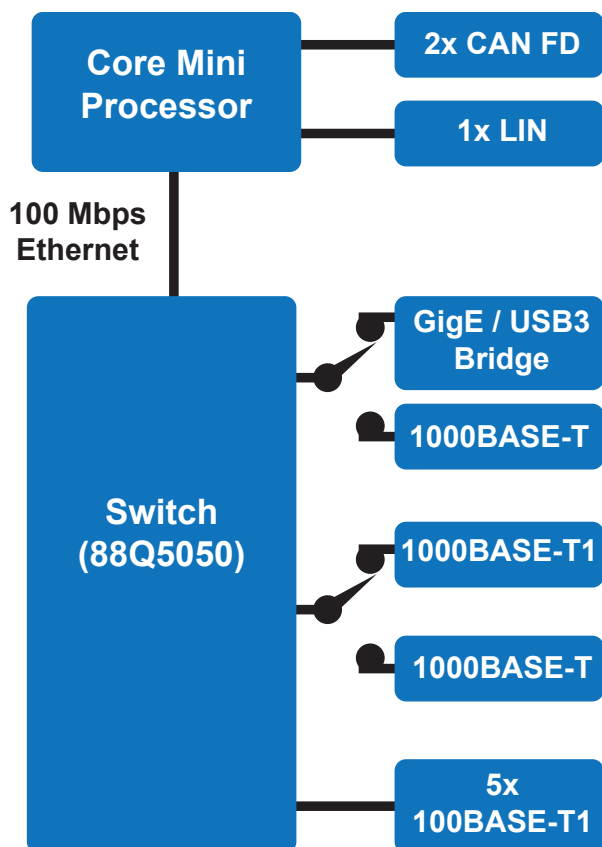 Core Mini
Processor
2x CAN FD
1x LIN
100 Mbps
Ethernet
GigE / USB3
Bridge
1000BASE-T
Switch
(88Q5050)
1000BASE-T1
1000BASE-T
5x
100BASE-T1